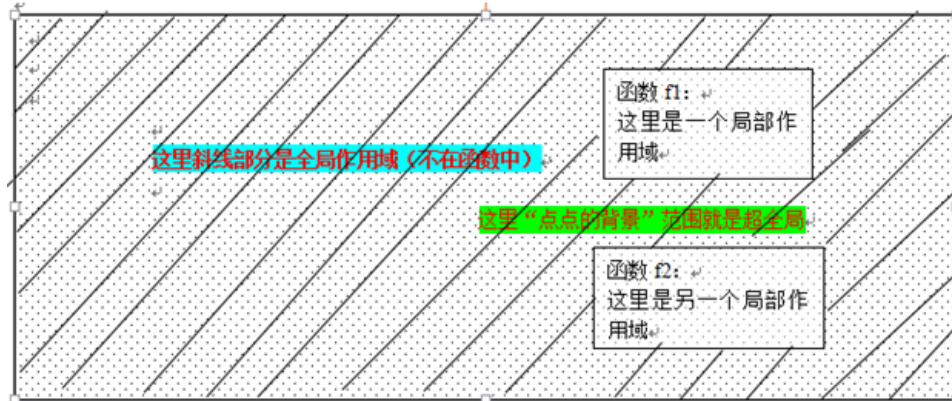 函数 f1：
这里是一个局部作
用域
这里斜线部分是全局作用域（不在函数中）
这里“点点的背景”范围就是超全局
函数 f2：
这里是另一个局部作
用域